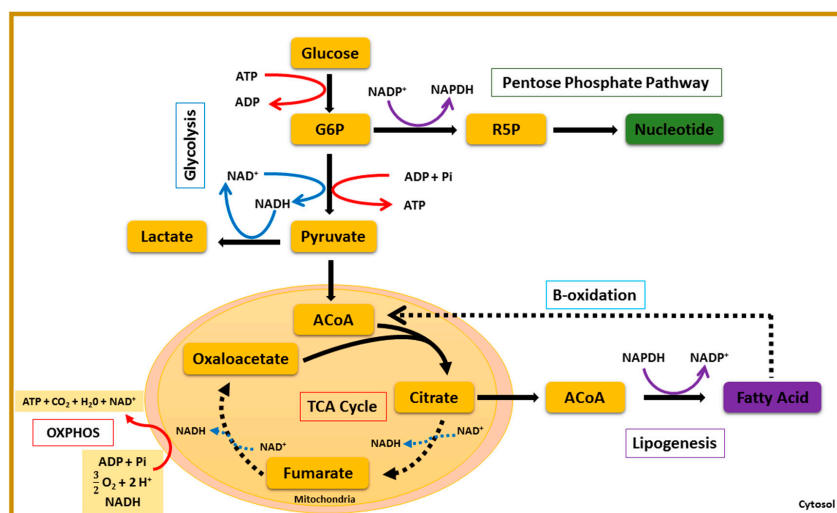 Glucose
ATP
ADP
NADP⁺
NAPDH
Pentose Phosphate Pathway
G6P
R5P
Nucleotide
Glycolysis
NAD⁺
NADH
ADP + Pi
ATP
Lactate
Pyruvate
B-oxidation
ACoA
Oxaloacetate
NAPDH
NADP⁺
TCA Cycle
Citrate
ACoA
Fatty Acid
ATP + CO₂ + H₂0 + NAD⁺
OXPHOS
NADH
NAD⁺
NADH
NAD⁺
Lipogenesis
ADP + Pi
3/2 O₂ + 2 H⁺
NADH
Fumarate
Mitochondria
Cytosol